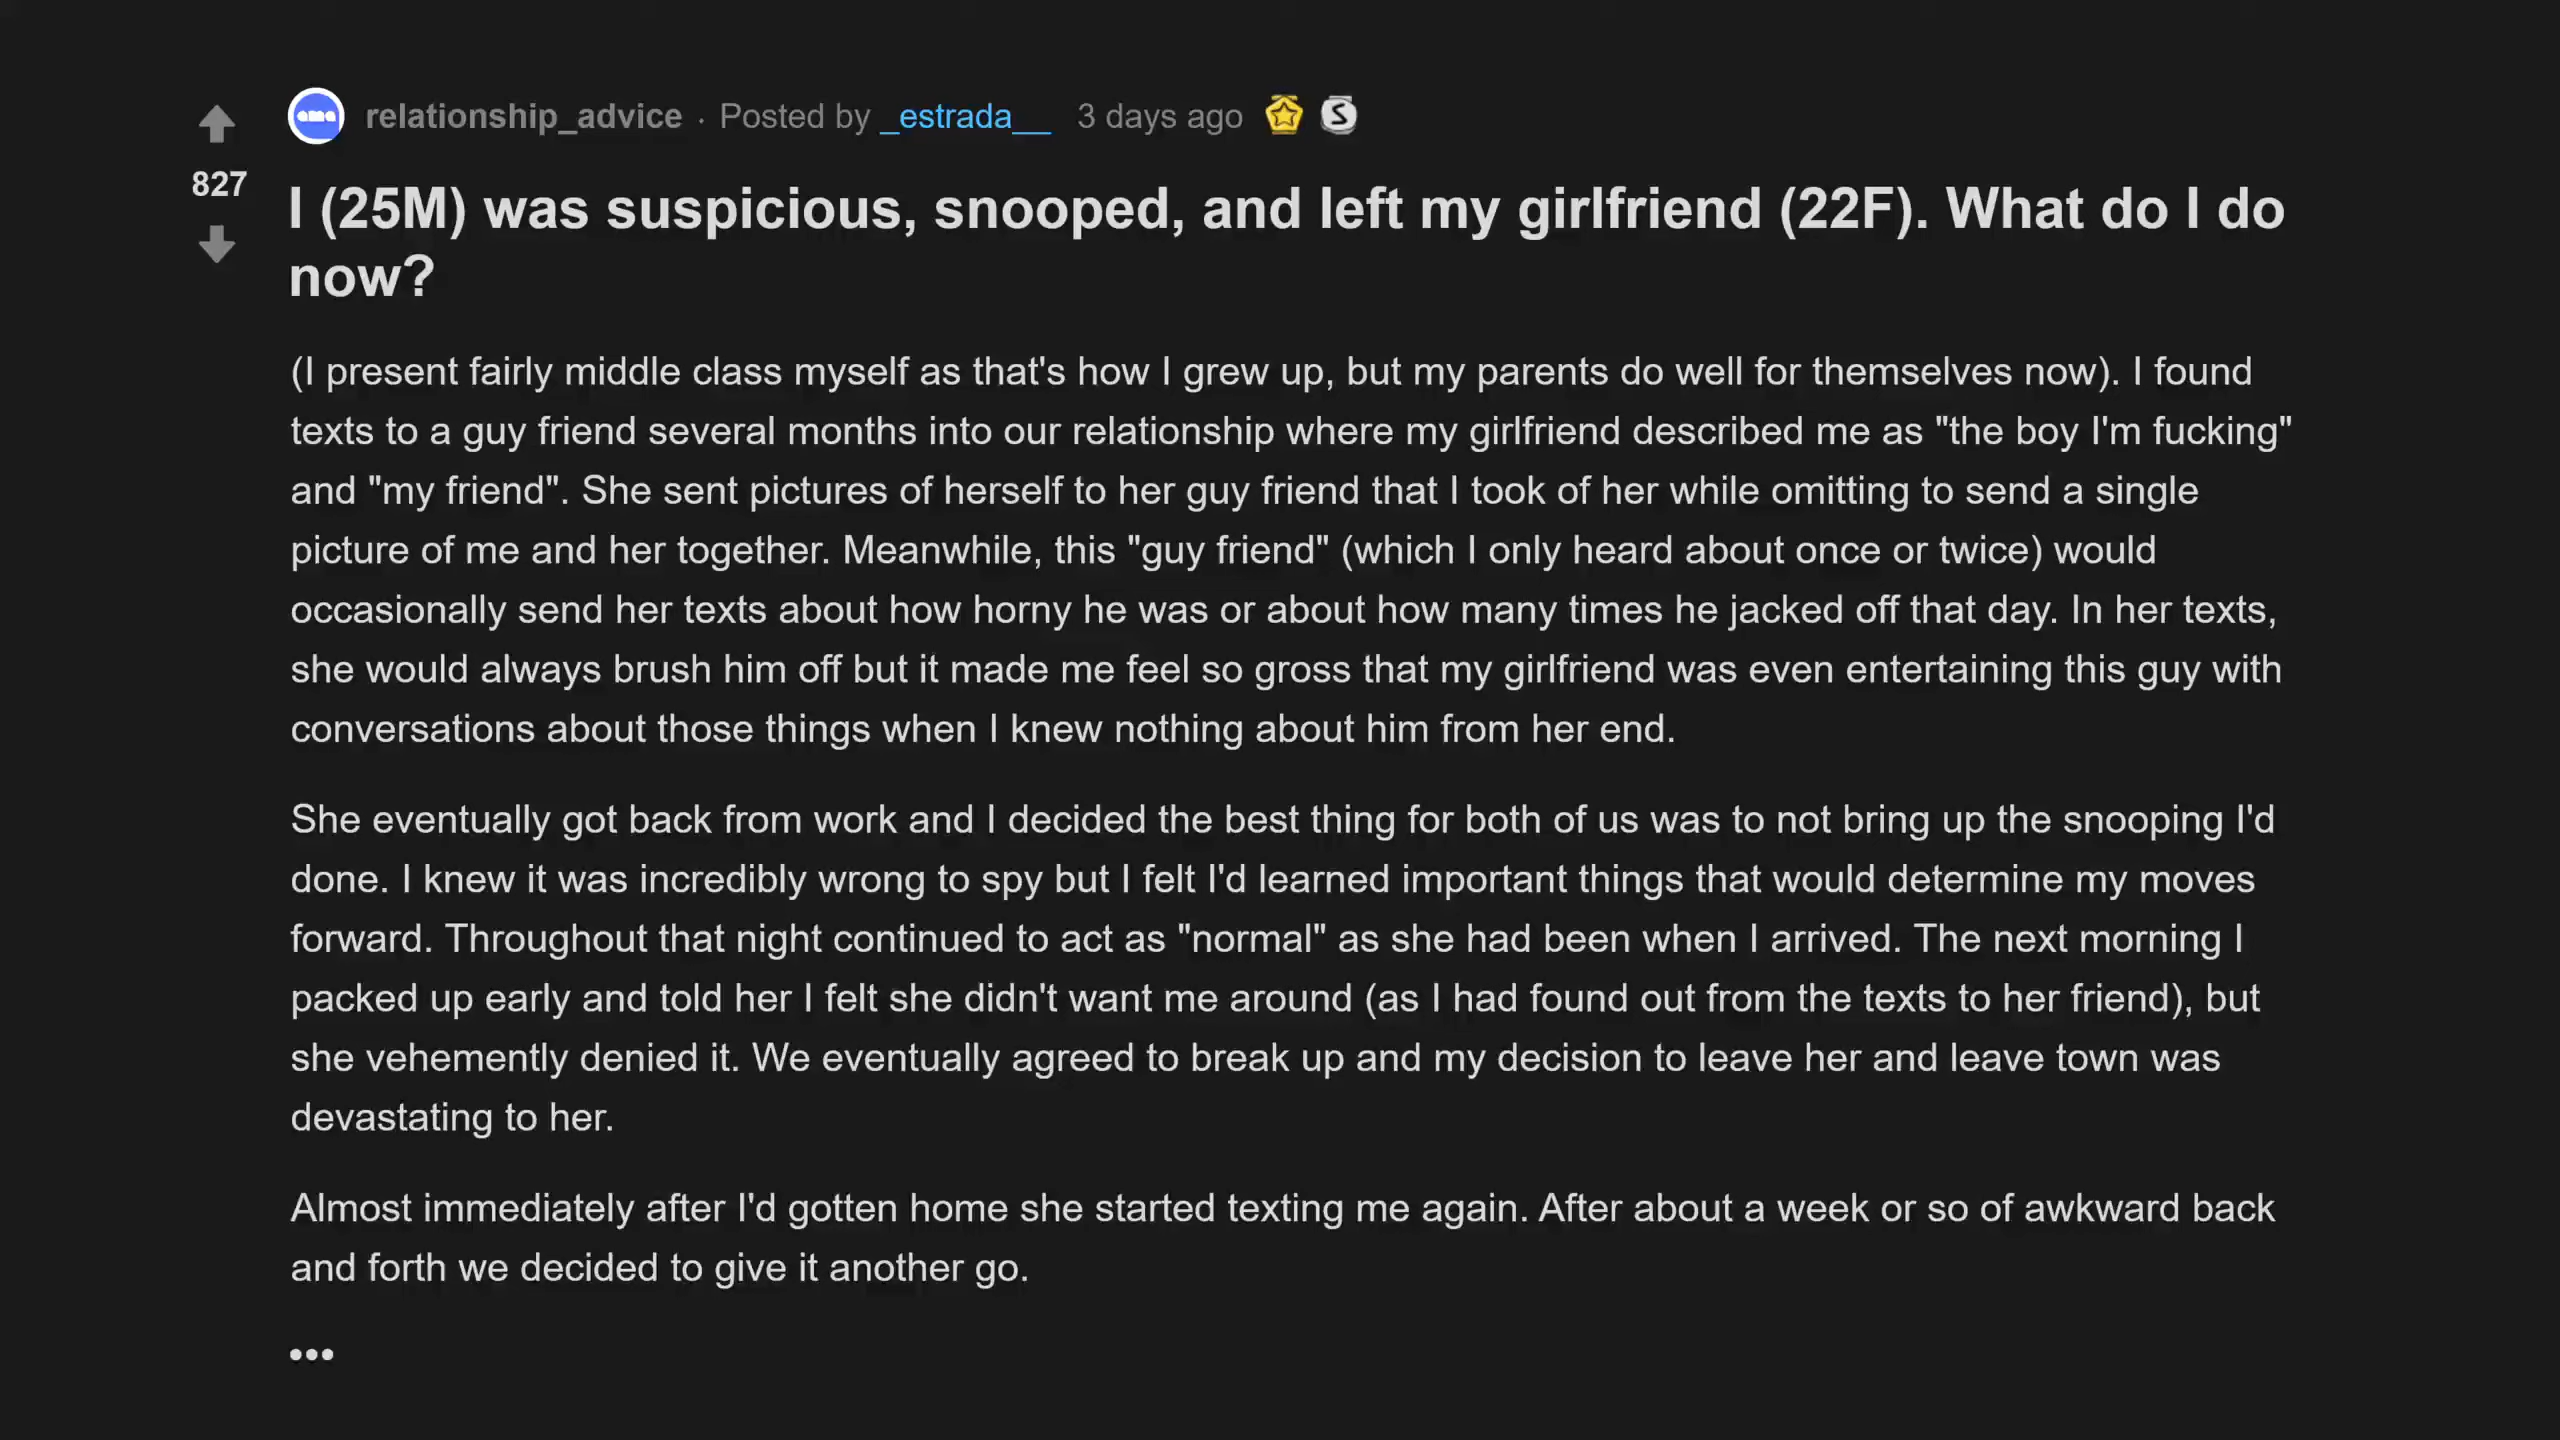 relationship_advice · Posted by _estrada__ 3 days ago
827
I (25M) was suspicious, snooped, and left my girlfriend (22F). What do I do
now?
(I present fairly middle class myself as that's how I grew up, but my parents do well for themselves now). I found
texts to a guy friend several months into our relationship where my girlfriend described me as "the boy I'm fucking"
and "my friend". She sent pictures of herself to her guy friend that I took of her while omitting to send a single
picture of me and her together. Meanwhile, this "guy friend" (which I only heard about once or twice) would
occasionally send her texts about how horny he was or about how many times he jacked off that day. In her texts,
she would always brush him off but it made me feel so gross that my girlfriend was even entertaining this guy with
conversations about those things when I knew nothing about him from her end.
She eventually got back from work and I decided the best thing for both of us was to not bring up the snooping I'd
done. I knew it was incredibly wrong to spy but I felt I'd learned important things that would determine my moves
forward. Throughout that night continued to act as "normal" as she had been when I arrived. The next morning I
packed up early and told her I felt she didn't want me around (as I had found out from the texts to her friend), but
she vehemently denied it. We eventually agreed to break up and my decision to leave her and leave town was
devastating to her.
Almost immediately after I'd gotten home she started texting me again. After about a week or so of awkward back
and forth we decided to give it another go.
•••